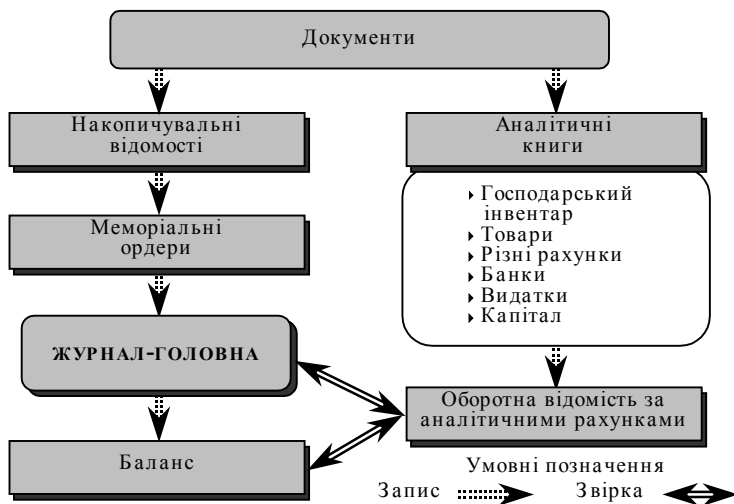 Документи
Накопичувальні
відомості
Меморіальні
ордери
ЖУРНАЛ-ГОЛОВНА
Баланс
Аналітичні
книги
Господарський
інвентар
Товари
Різні рахунки
Банки
Видатки
Капітал
Оборотна відомість за
аналітичними рахунками
Умовні позначення
Запис Звірка